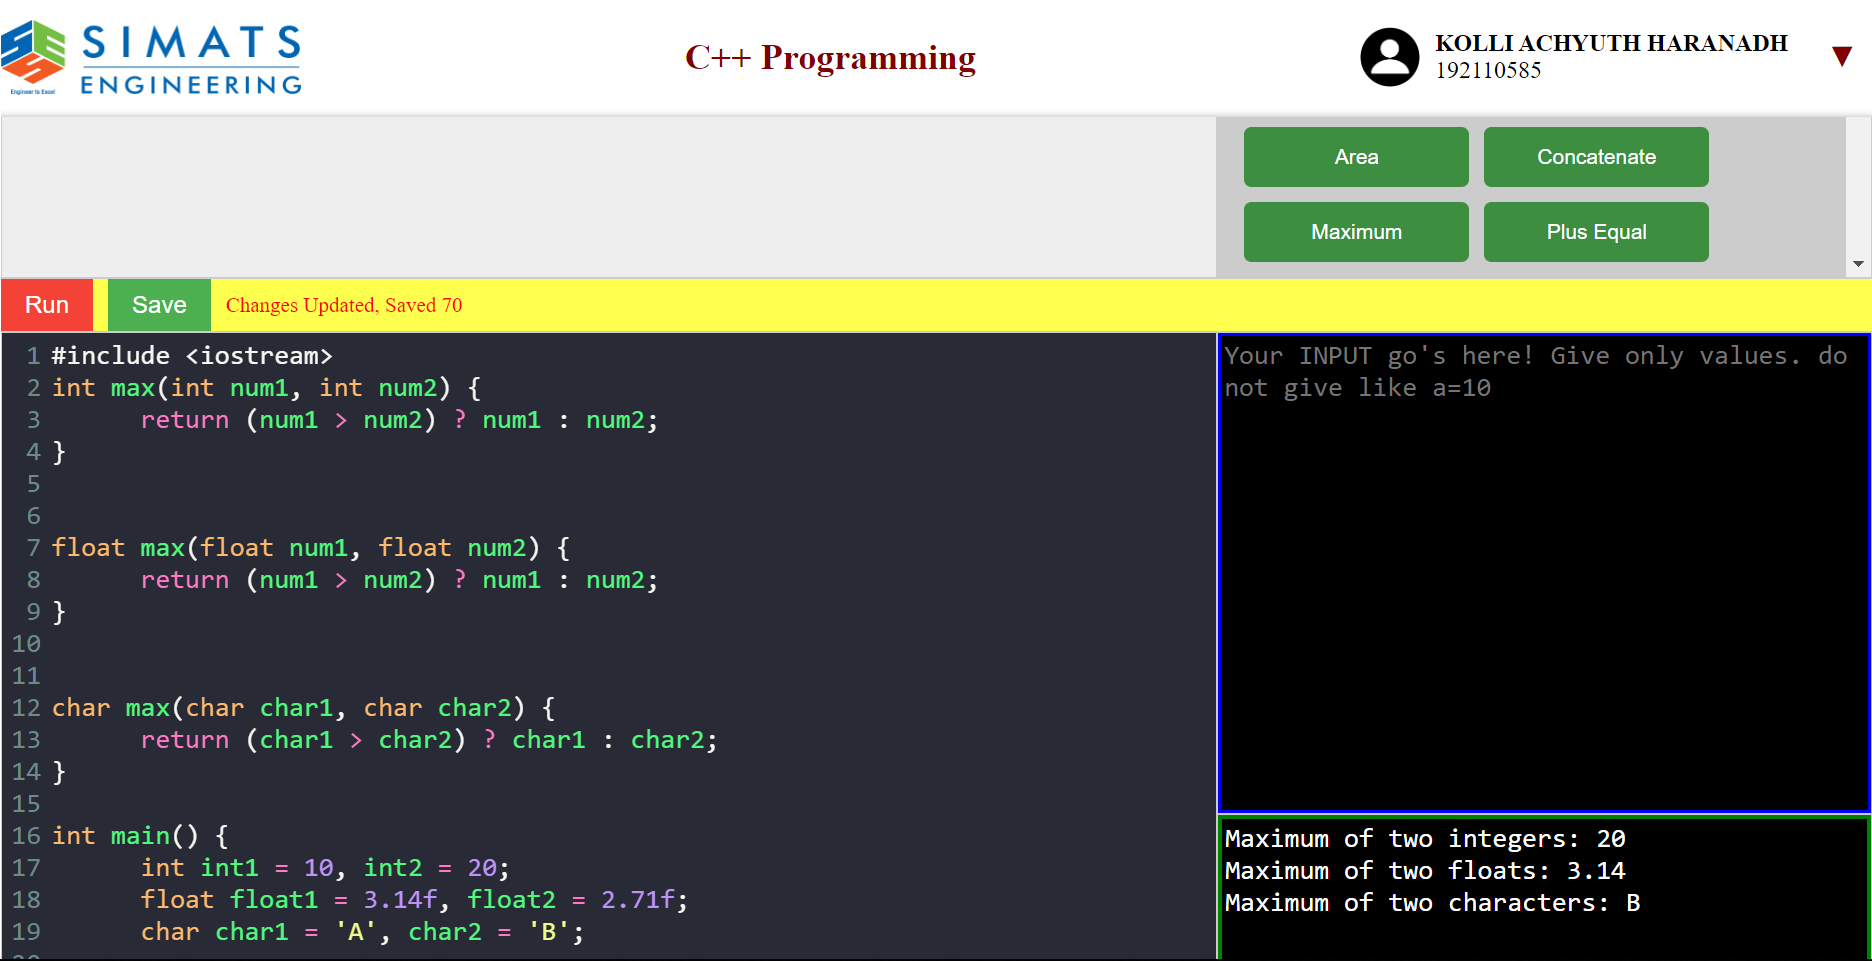 SIMATS
ENGINEERING
Engineer to Excel
C++ Programming
KOLLI ACHYUTH HARANADH
192110585
▼
Area
Concatenate
Maximum
Plus Equal
Run
Save
Changes Updated, Saved 70
1 #include <iostream>
2 int max(int num1, int num2) {
3       return (num1 > num2) ? num1 : num2;
4 }
5
6
7 float max(float num1, float num2) {
8       return (num1 > num2) ? num1 : num2;
9 }
10
11
12 char max(char char1, char char2) {
13       return (char1 > char2) ? char1 : char2;
14 }
15
16 int main() {
17       int int1 = 10, int2 = 20;
18       float float1 = 3.14f, float2 = 2.71f;
19       char char1 = 'A', char2 = 'B';
Your INPUT go's here! Give only values. do
not give like a=10
Maximum of two integers: 20
Maximum of two floats: 3.14
Maximum of two characters: B